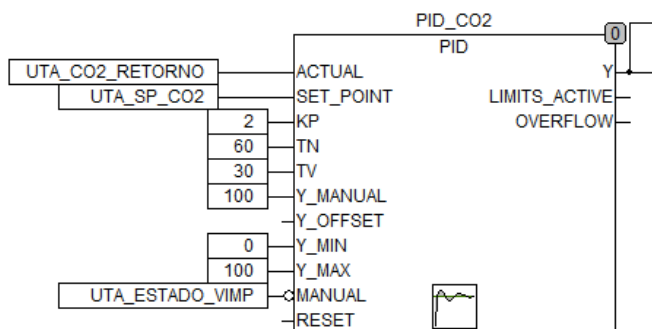 PID_CO2
0
PID
UTA_CO2_RETORNO ACTUAL Y
UTA_SP_CO2 SET_POINT LIMITS_ACTIVE
2 KP OVERFLOW
60 TN
30 TV
100 Y_MANUAL
Y_OFFSET
0 Y_MIN
100 Y_MAX
UTA_ESTADO_VIMP MANUAL
RESET